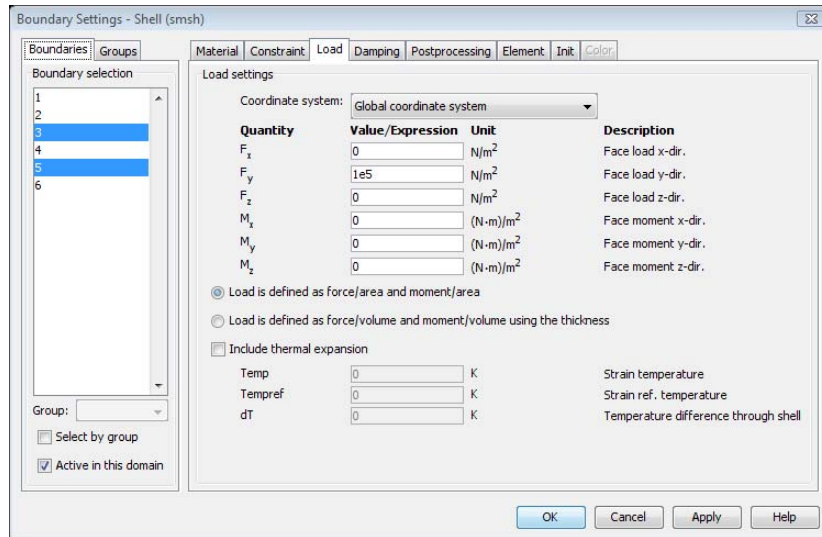 Boundary Settings - Shell (smsh)
Boundaries Groups
Boundary selection
1
2
3
4
5
6
Group:
Select by group
Active in this domain
Material Constraint Load Damping Postprocessing Element Init Color
Load settings
Coordinate system: Global coordinate system
Quantity Value/Expression Unit Description
Fx 0 N/m2 Face load x-dir.
Fy 1e5 N/m2 Face load y-dir.
Fz 0 N/m2 Face load z-dir.
Mx 0 (N·m)/m2 Face moment x-dir.
My 0 (N·m)/m2 Face moment y-dir.
Mz 0 (N·m)/m2 Face moment z-dir.
Load is defined as force/area and moment/area
Load is defined as force/volume and moment/volume using the thickness
Include thermal expansion
Temp 0 K Strain temperature
Tempref 0 K Strain ref. temperature
dT 0 K Temperature difference through shell
OK Cancel Apply Help